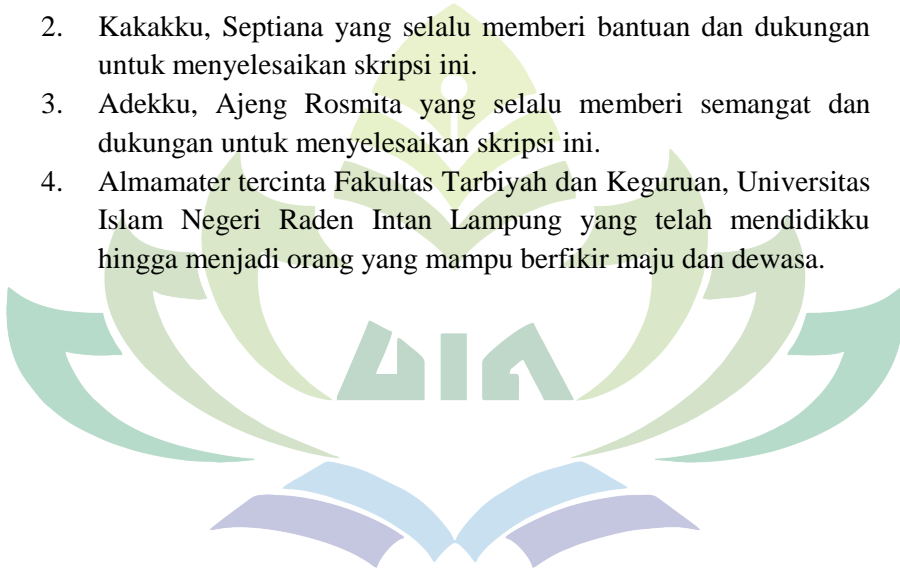 2. Kakakku, Septiana yang selalu memberi bantuan dan dukungan
untuk menyelesaikan skripsi ini.
3. Adekku, Ajeng Rosmita yang selalu memberi semangat dan
dukungan untuk menyelesaikan skripsi ini.
4. Almamater tercinta Fakultas Tarbiyah dan Keguruan, Universitas
Islam Negeri Raden Intan Lampung yang telah mendidikku
hingga menjadi orang yang mampu berfikir maju dan dewasa.
UIN